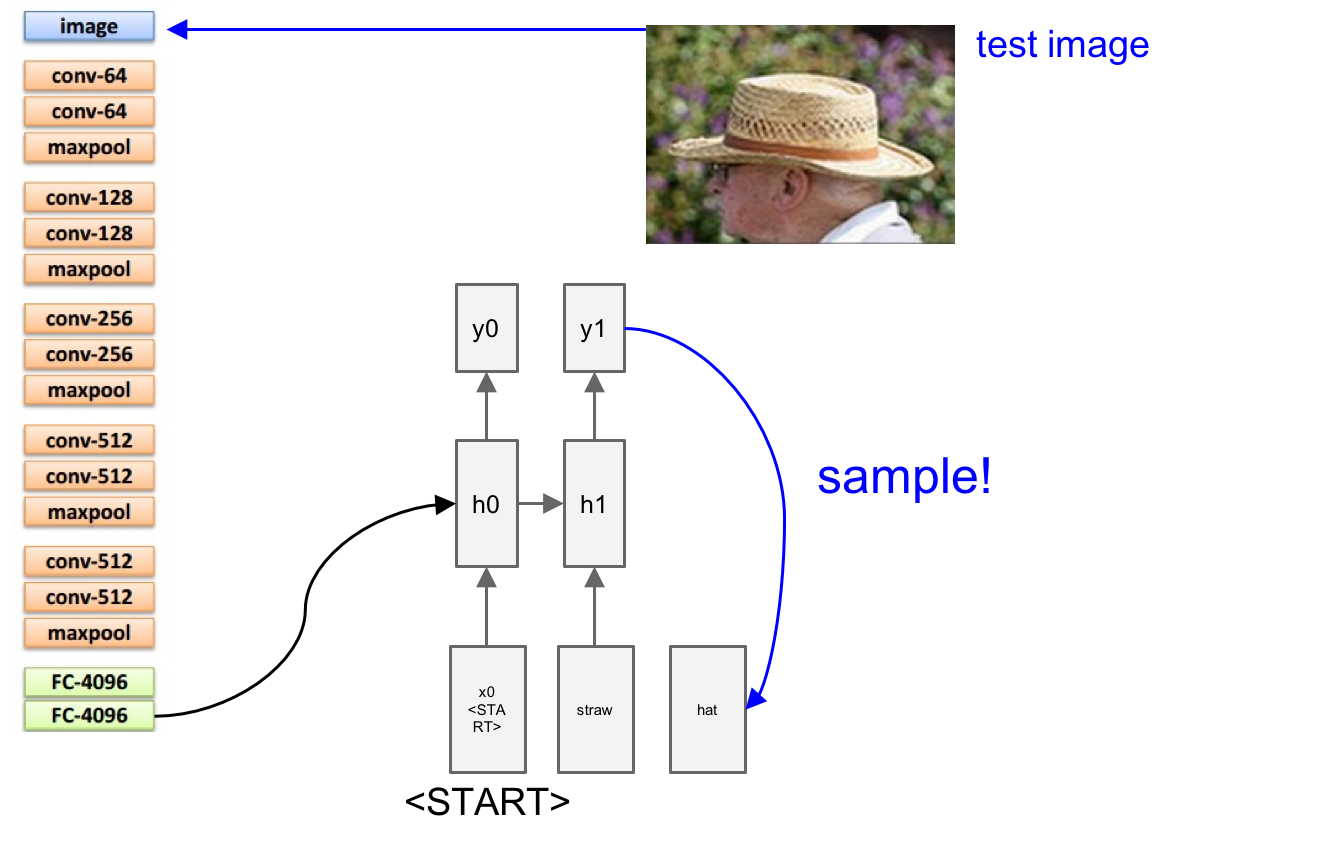 image
conv-64
conv-64
maxpool
conv-128
conv-128
maxpool
conv-256
conv-256
maxpool
conv-512
conv-512
maxpool
conv-512
conv-512
maxpool
FC-4096
FC-4096
test image
y0
y1
sample!
h0
h1
x0
<STA
RT>
straw
hat
<START>